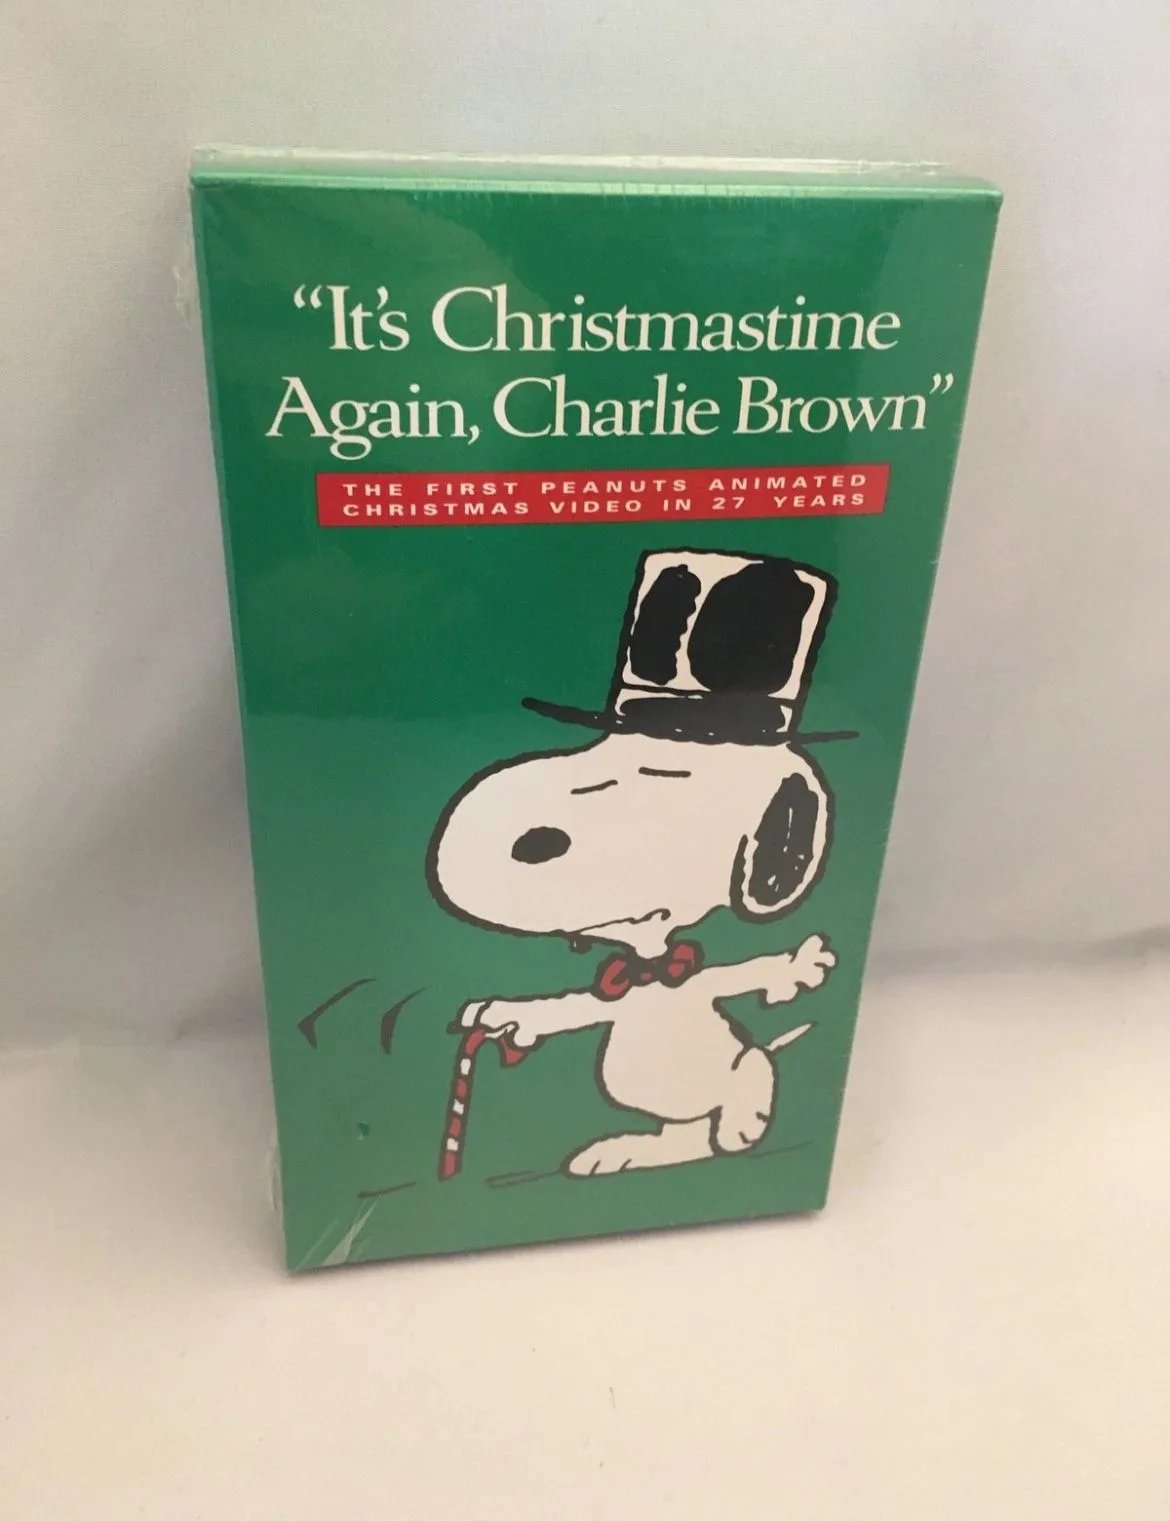 “It's Christmastime
Again, Charlie Brown”
THE FIRST PEANUTS ANIMATED
CHRISTMAS VIDEO IN 27 YEARS